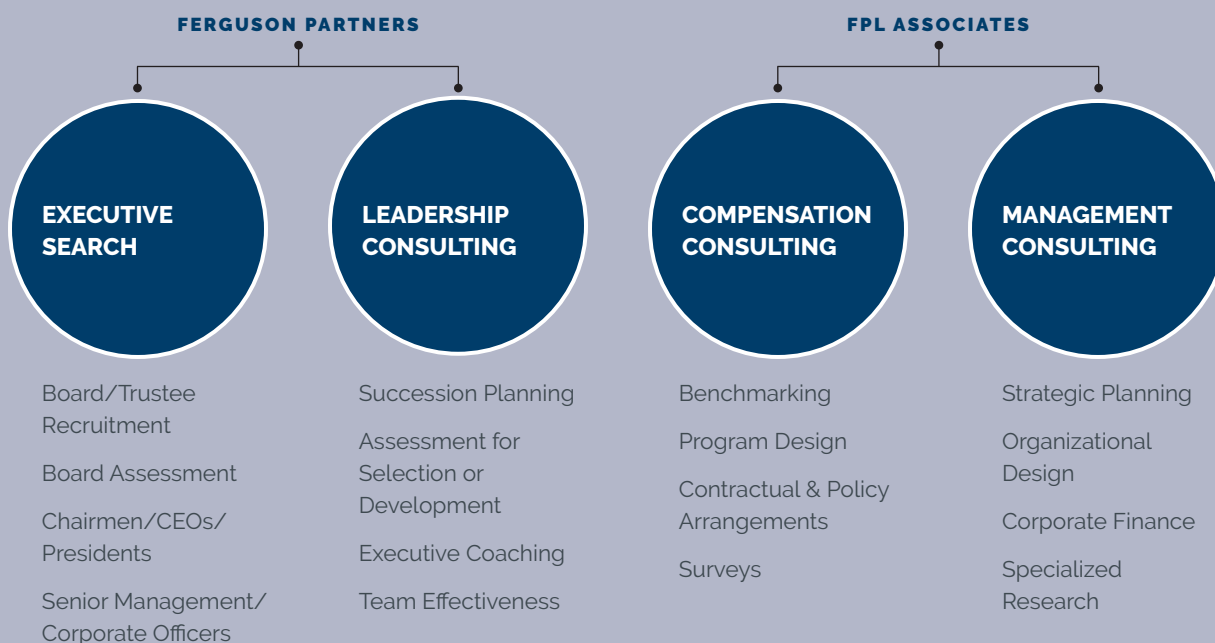 FERGUSON PARTNERS
EXECUTIVE
SEARCH
LEADERSHIP
CONSULTING
Board/Trustee
Recruitment
Board Assessment
Chairmen/CEOs/
Presidents
Senior Management/
Corporate Officers
Succession Planning
Assessment for
Selection or
Development
Executive Coaching
Team Effectiveness
FPL ASSOCIATES
COMPENSATION
CONSULTING
MANAGEMENT
CONSULTING
Benchmarking
Program Design
Contractual & Policy
Arrangements
Surveys
Strategic Planning
Organizational
Design
Corporate Finance
Specialized
Research